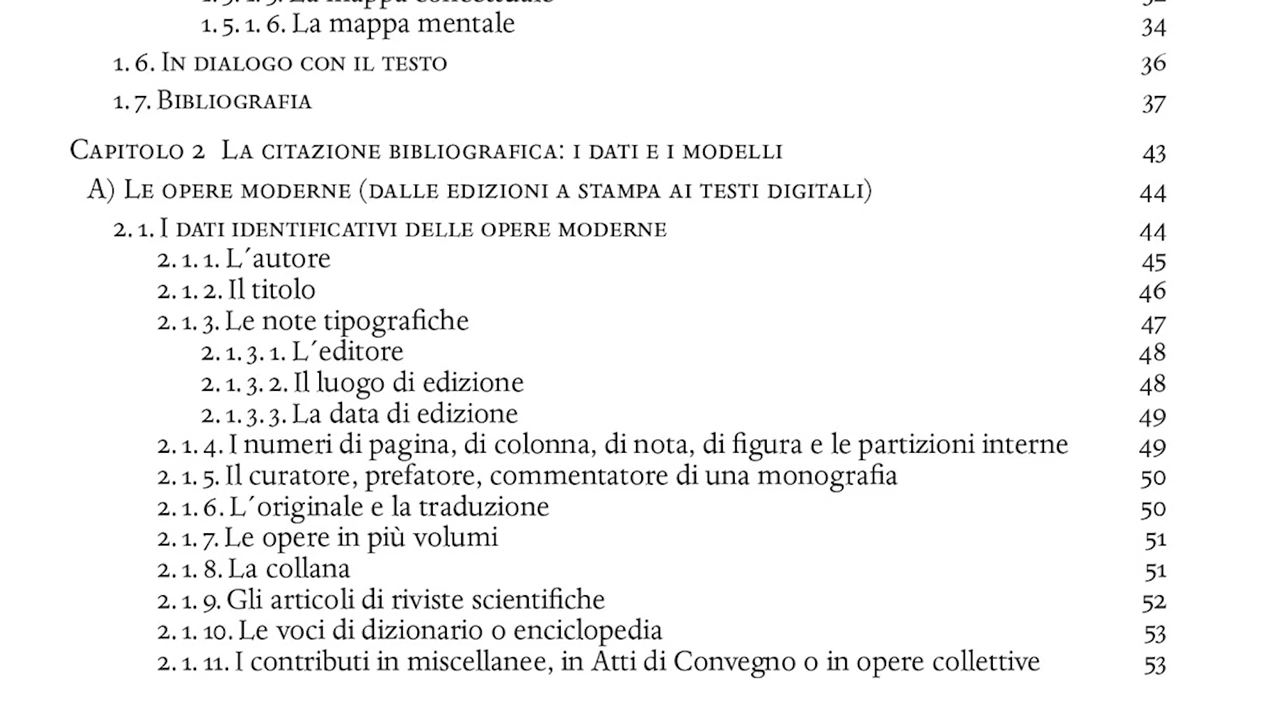 1. 5. 1. 6. La mappa mentale 34
1. 6. In dialogo con il testo 36
1. 7. Bibliografia 37
Capitolo 2 La citazione bibliografica: i dati e i modelli 43
A) Le opere moderne (dalle edizioni a stampa ai testi digitali) 44
2. 1. I dati identificativi delle opere moderne 44
2. 1. 1. L´autore 45
2. 1. 2. Il titolo 46
2. 1. 3. Le note tipografiche 47
2. 1. 3. 1. L´editore 48
2. 1. 3. 2. Il luogo di edizione 48
2. 1. 3. 3. La data di edizione 49
2. 1. 4. I numeri di pagina, di colonna, di nota, di figura e le partizioni interne 49
2. 1. 5. Il curatore, prefatore, commentatore di una monografia 50
2. 1. 6. L´originale e la traduzione 50
2. 1. 7. Le opere in più volumi 51
2. 1. 8. La collana 51
2. 1. 9. Gli articoli di riviste scientifiche 52
2. 1. 10. Le voci di dizionario o enciclopedia 53
2. 1. 11. I contributi in miscellanee, in Atti di Convegno o in opere collettive 53